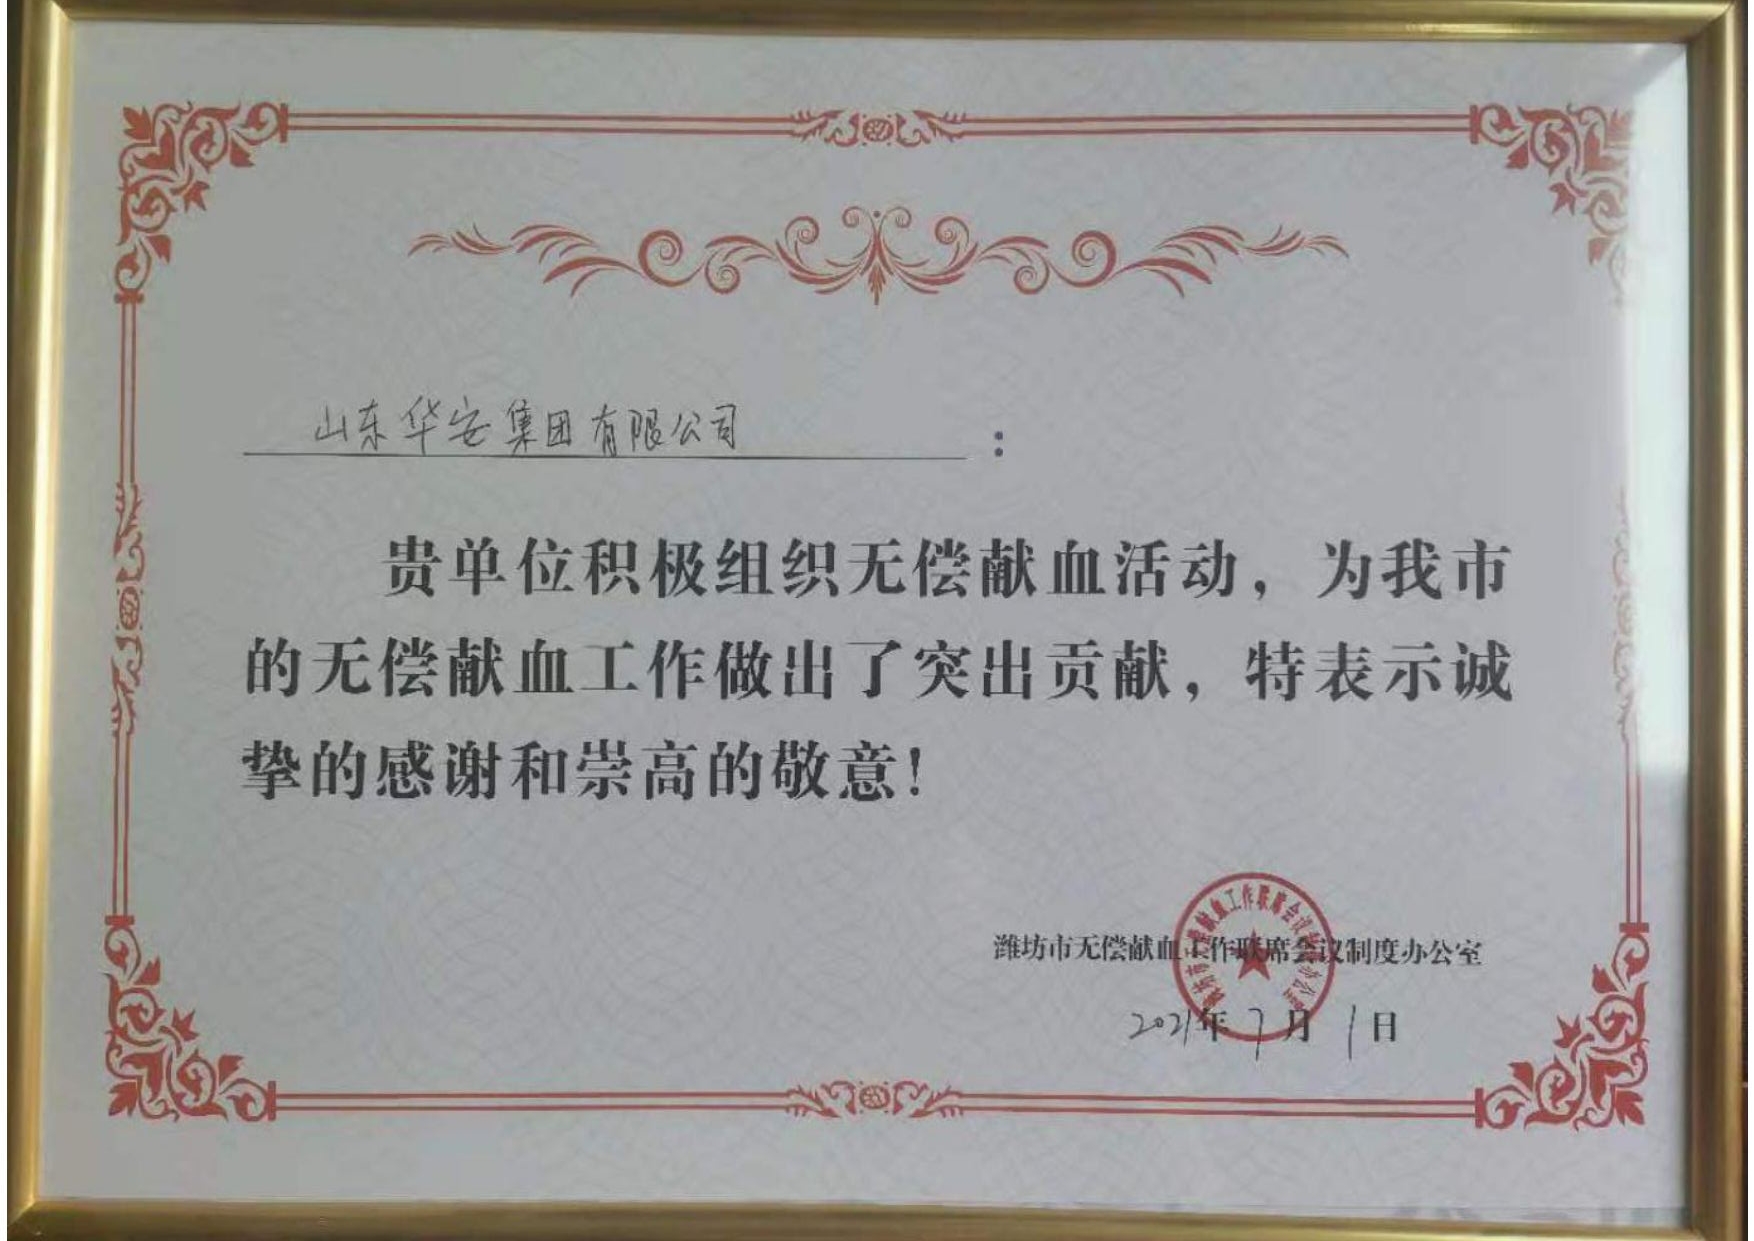 山东华安集团有限公司：
贵单位积极组织无偿献血活动，为我市
的无偿献血工作做出了突出贡献，特表示诚
挚的感谢和崇高的敬意！
潍坊市无偿献血工作联席会议制度办公室
2021年7月1日